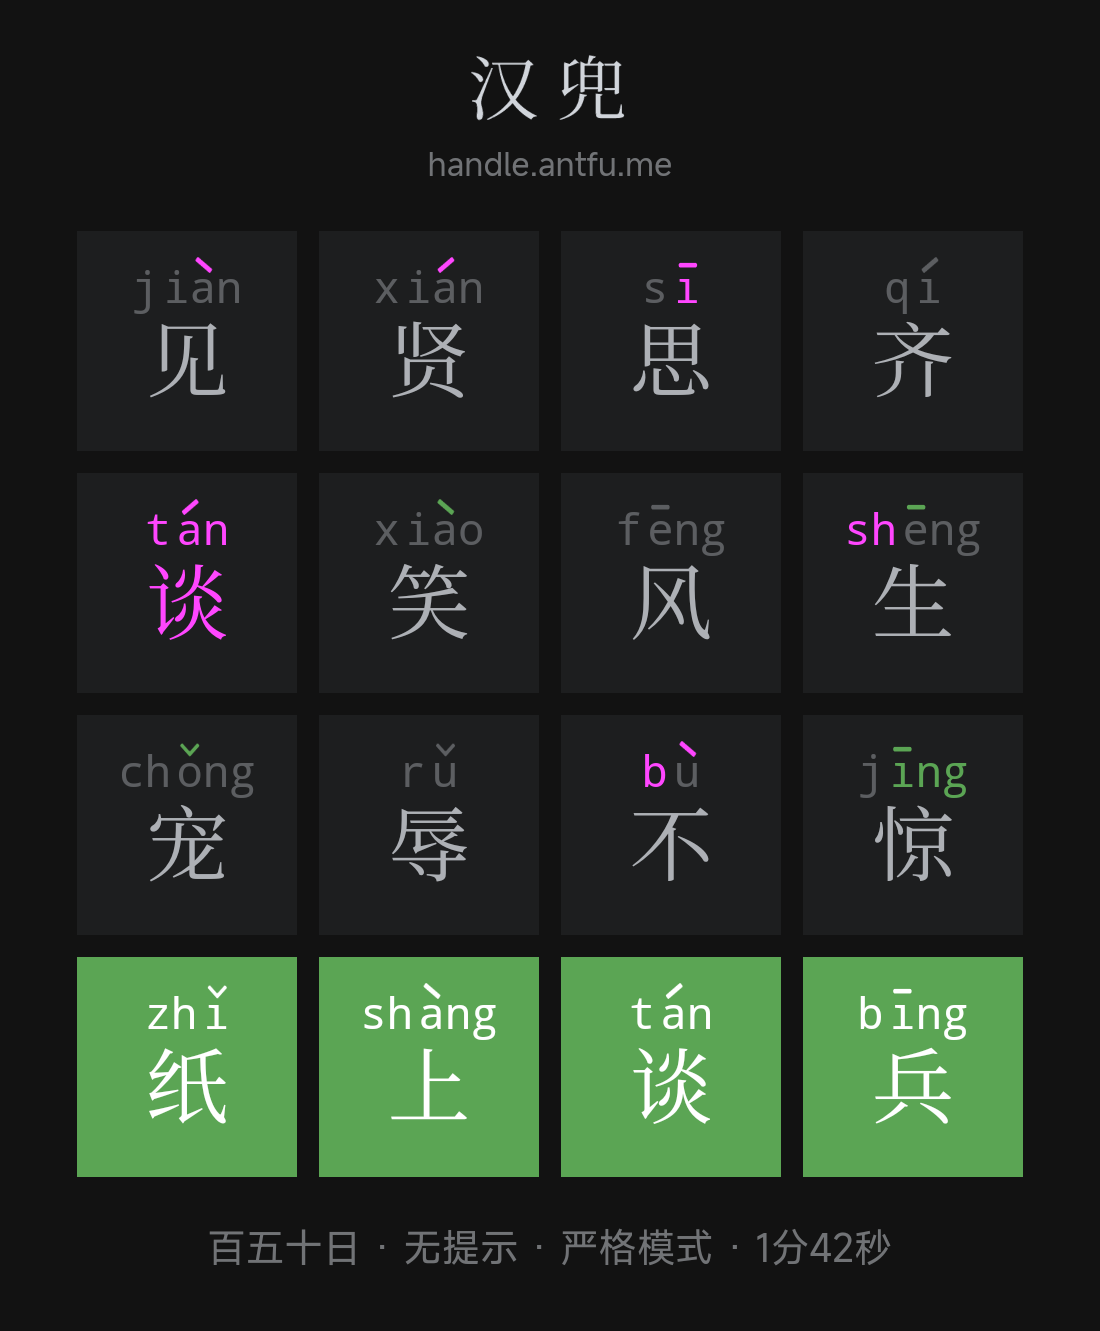 汉兜
handle.antfu.me
jiàn xián sī qí
见 贤 思 齐
tán xiào fēng shēng
谈 笑 风 生
chǒng rǔ bù jīng
宠 辱 不 惊
zhǐ shàng tán bīng
纸 上 谈 兵
百五十日 · 无提示 · 严格模式 · 1分42秒